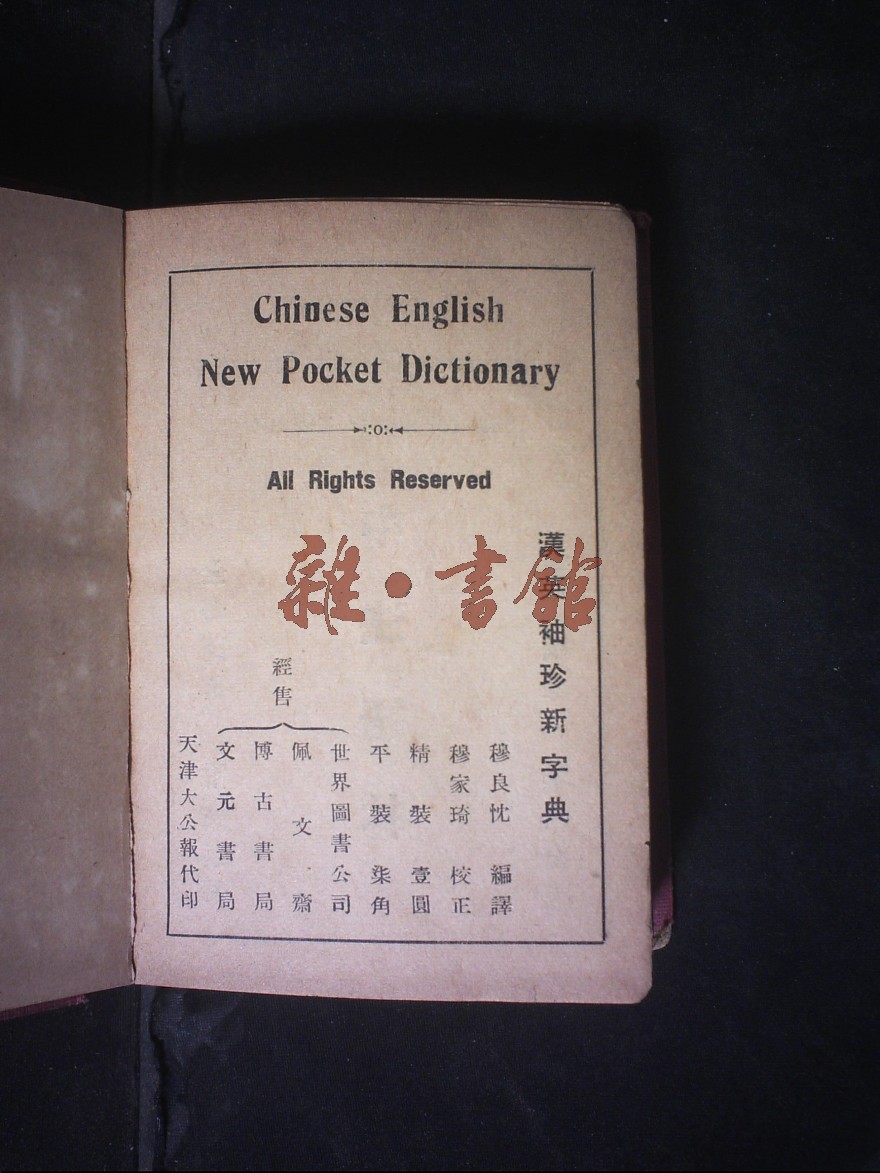 Chinese English
New Pocket Dictionary
All Rights Reserved
雜·書館
漢英袖珍新字典
穆良忱 編譯
穆家琦 校正
精裝壹圓
平裝柒角
經售
世界圖書公司
佩文齋
博古書局
文元書局
天津大公報代印